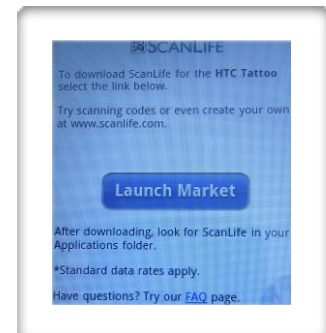 SCANLIFE
To download ScanLife for the HTC Tattoo
select the link below.
Try scanning codes or even create your own
at www.scanlife.com.
Launch Market
After downloading, look for ScanLife in your
Applications folder.
*Standard data rates apply.
Have questions? Try our FAQ page.